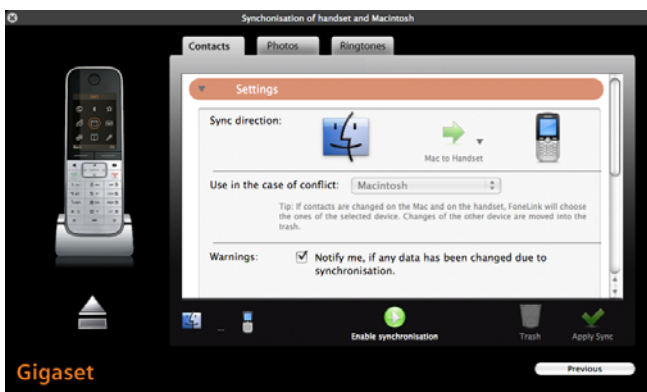 Synchonisation of handset and Macintosh
Contacts
Photos
Ringtones
Settings
Sync direction:
Mac to Handset
Use in the case of conflict:
Macintosh
Tip: If contacts are changed on the Mac and on the handset, FoneLink will choose
the ones of the selected device. Changes of the other device are moved into the
trash.
Warnings:
Notify me, if any data has been changed due to
synchronisation.
...
Enable synchronisation
Trash
Apply Sync
Gigaset
Previous